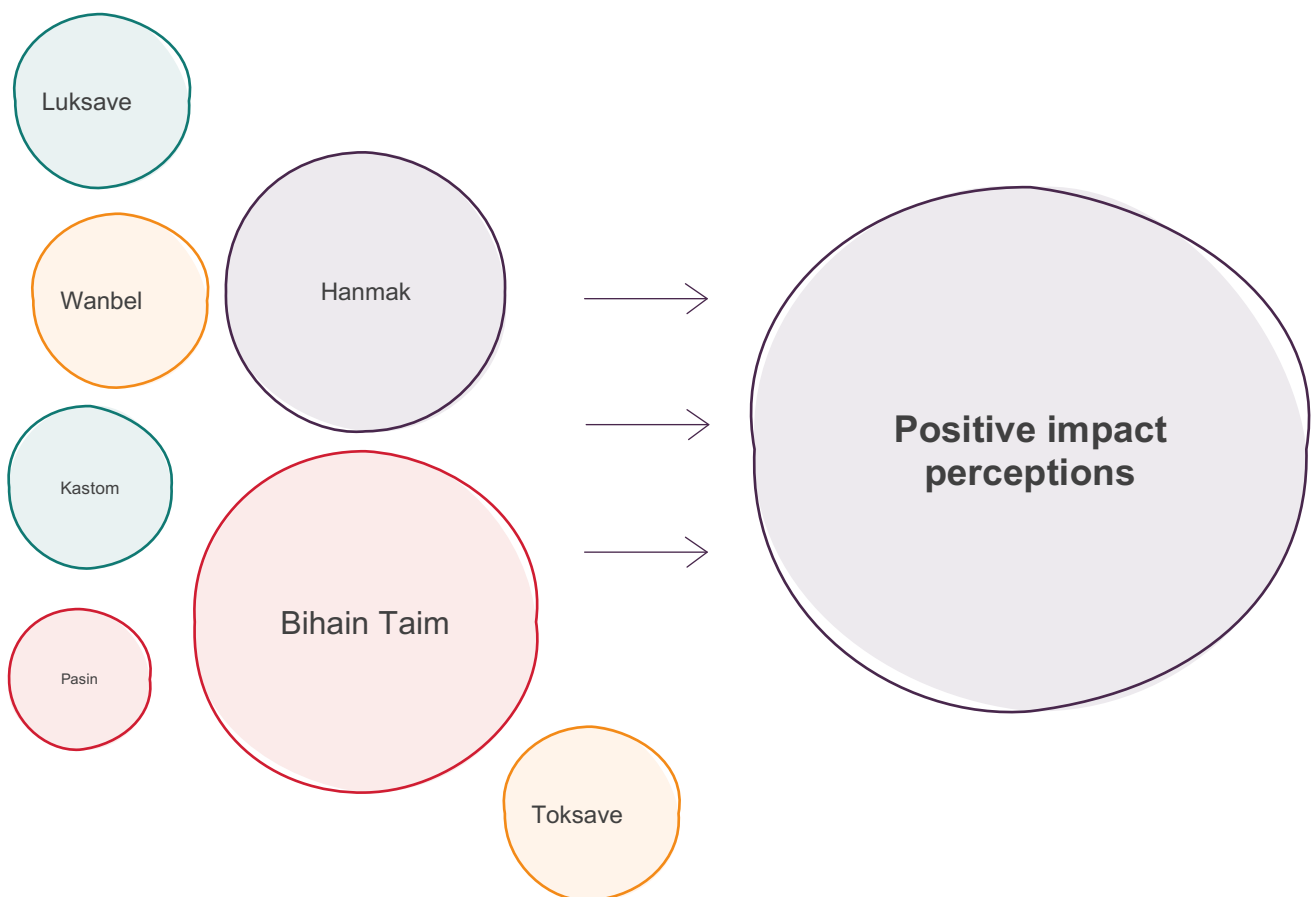 Luksave
Wanbel
Hanmak
Kastom
Positive impact
perceptions
Bihain Taim
Pasin
Toksave